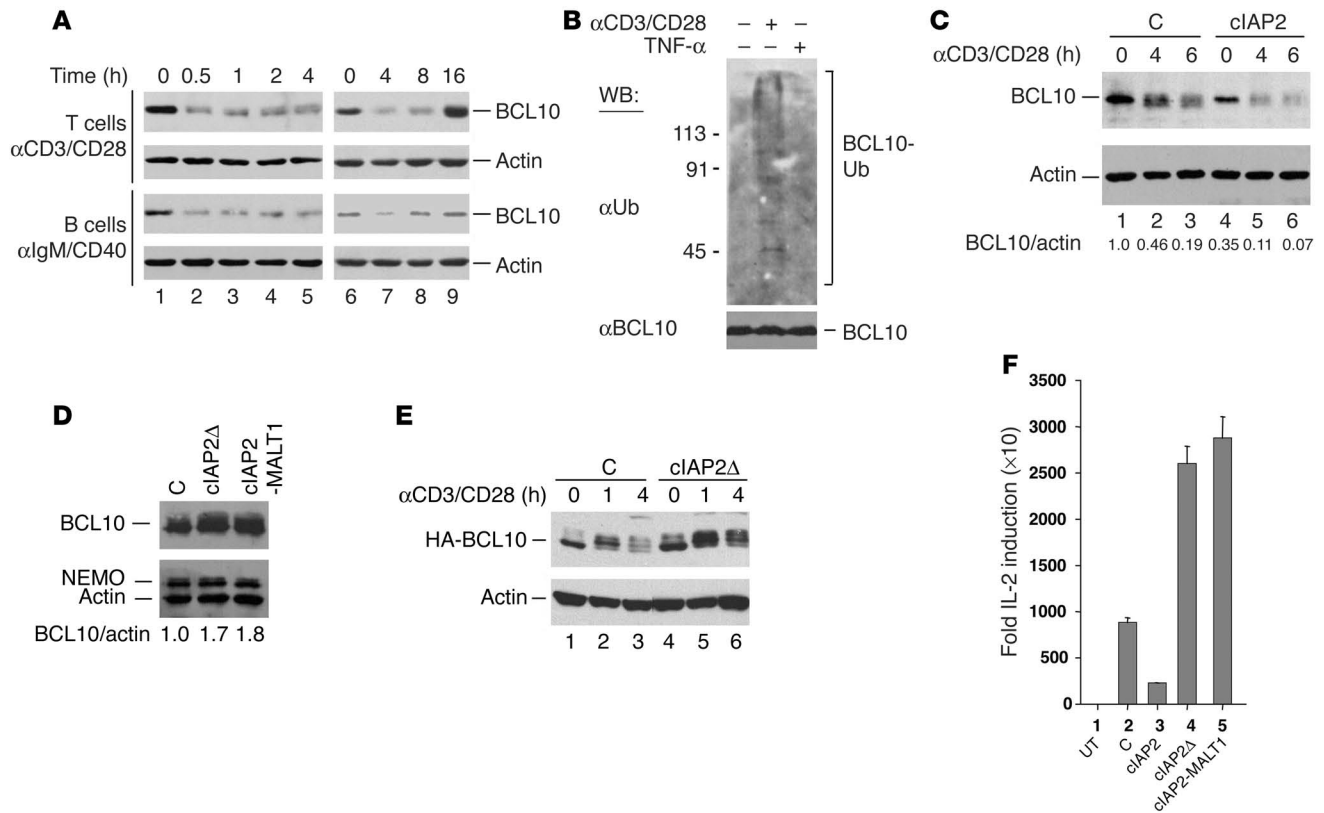 A
Time (h) 0 0.5 1 2 4 0 4 8 16
T cells
αCD3/CD28
BCL10
Actin
B cells
αIgM/CD40
BCL10
Actin
1 2 3 4 5 6 7 8 9
B
αCD3/CD28 – + –
TNF-α – – +
WB:
113 -
91 -
αUb
45 -
BCL10-
Ub
αBCL10
BCL10
C
C cIAP2
αCD3/CD28 (h) 0 4 6 0 4 6
BCL10
Actin
1 2 3 4 5 6
BCL10/actin 1.0 0.46 0.19 0.35 0.11 0.07
D
C
cIAP2Δ
cIAP2
-MALT1
BCL10
NEMO
Actin
BCL10/actin 1.0 1.7 1.8
E
C cIAP2Δ
αCD3/CD28 (h) 0 1 4 0 1 4
HA-BCL10
Actin
1 2 3 4 5 6
F
Fold IL-2 induction (×10)
3500
3000
2500
2000
1500
1000
500
0
1 2 3 4 5
UT
C
cIAP2
cIAP2Δ
cIAP2-MALT1